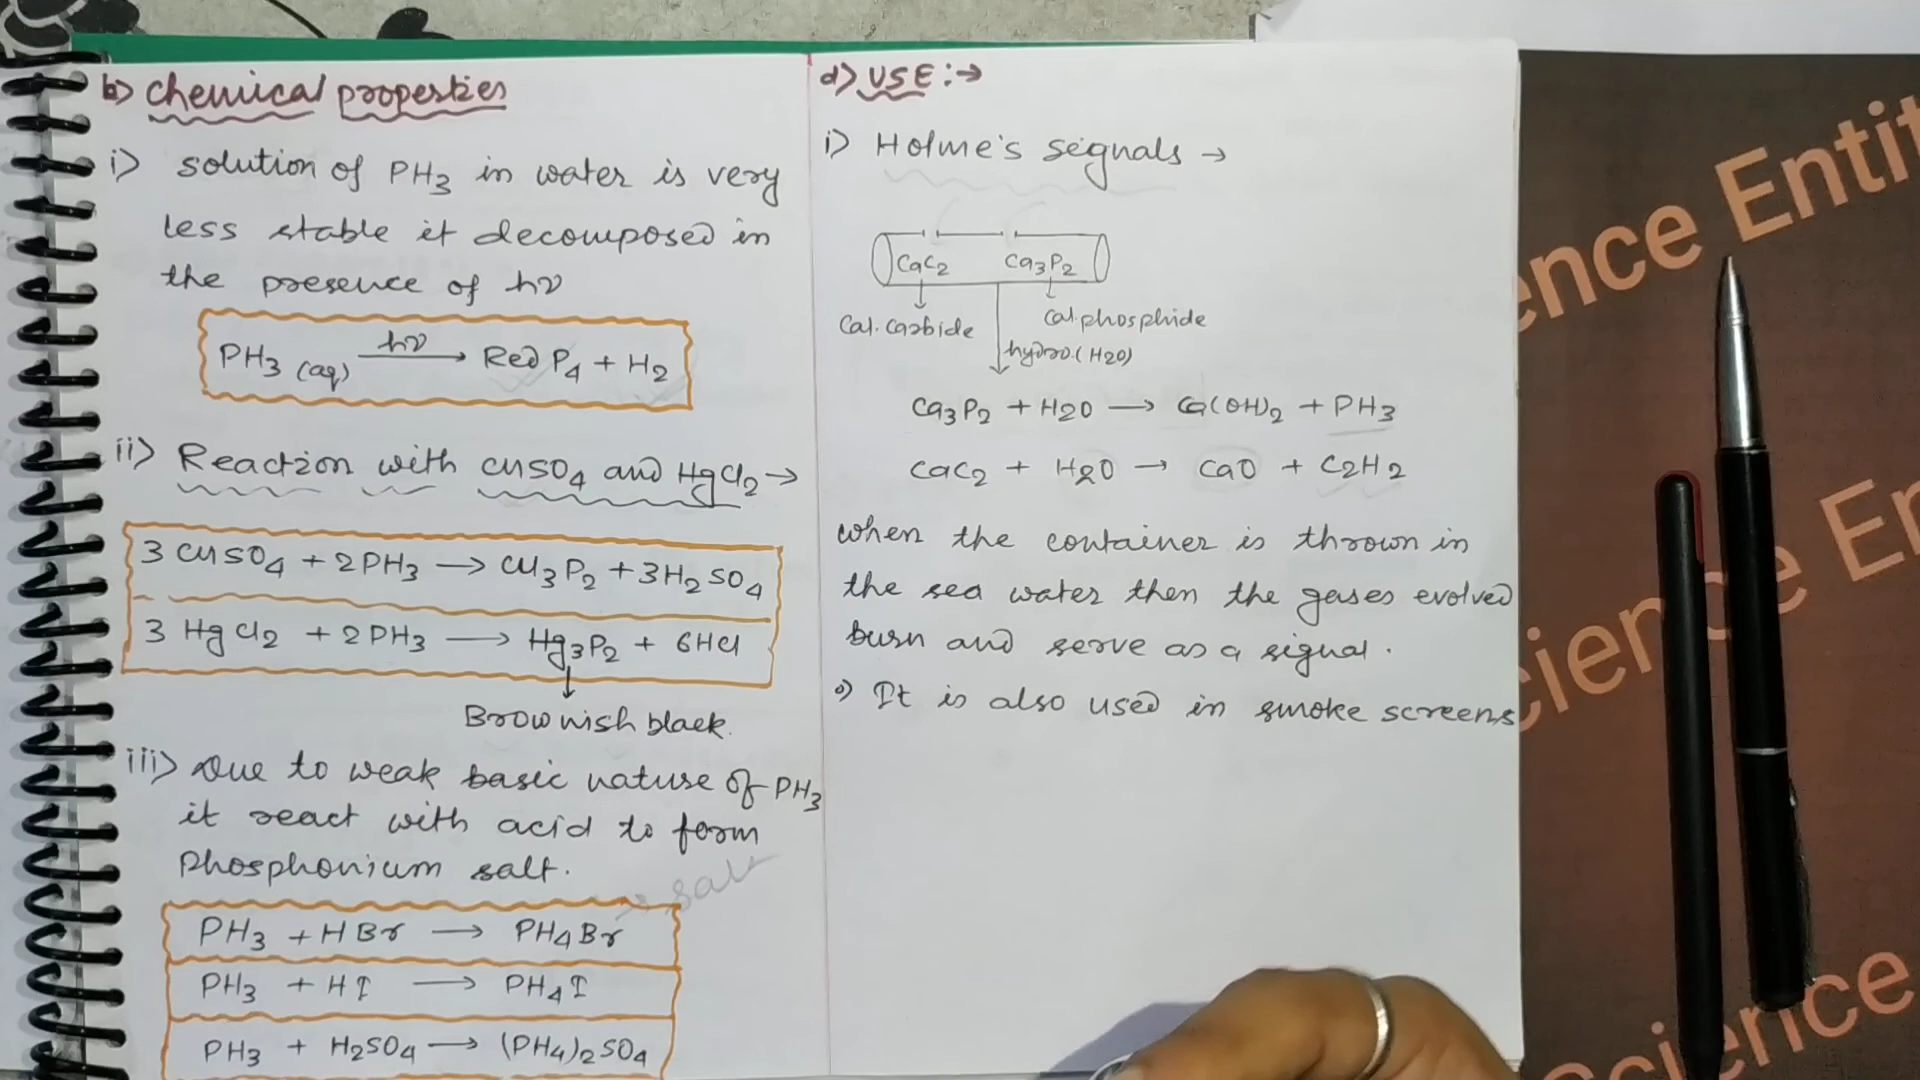 b) Chemical properties
i) solution of PH3 in water is very
less stable it decomposed in
the presence of hν
PH3 (aq) hν → Red P4 + H2
ii) Reaction with CuSO4 and HgCl2 →
3 CuSO4 + 2PH3 → Cu3P2 + 3H2SO4
3 HgCl2 + 2PH3 → Hg3P2 + 6HCl
↓
Brownish black.
iii) Due to weak basic nature of PH3
it react with acid to form
Phosphonium salt.
→ salt
PH3 + HBr → PH4Br
PH3 + HI → PH4I
PH3 + H2SO4 → (PH4)2SO4
d) USE :→
i) Holme's signals →
CaC2 Ca3P2
Cal. carbide cal.phosphide
hydro.(H2O)
Ca3P2 + H2O → Ca(OH)2 + PH3
CaC2 + H2O → CaO + C2H2
when the container is thrown in
the sea water then the gases evolved
burn and serve as a signal.
o) It is also used in smoke screens
ence Entit
cience En
Science